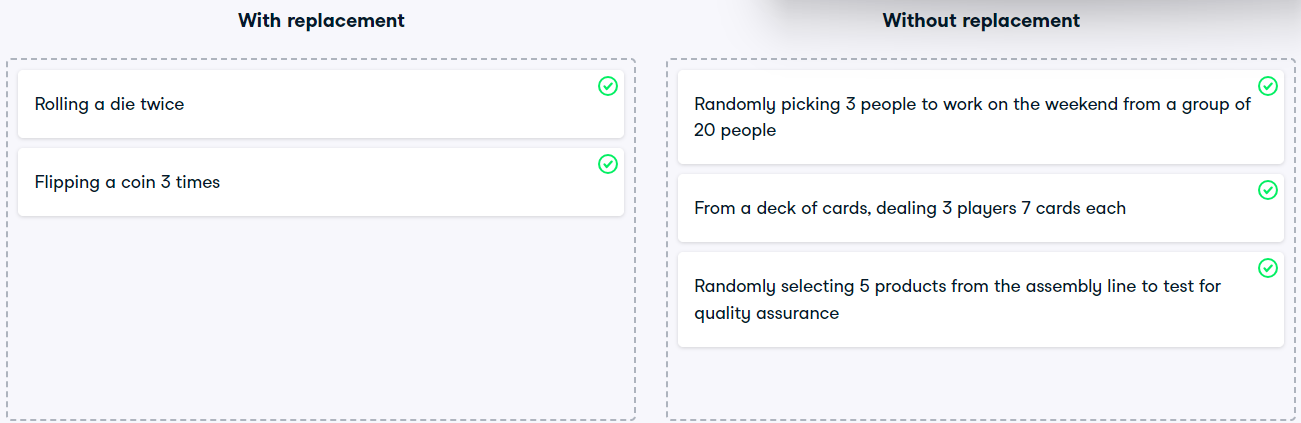 With replacement
Without replacement
Rolling a die twice
Flipping a coin 3 times
Randomly picking 3 people to work on the weekend from a group of
20 people
From a deck of cards, dealing 3 players 7 cards each
Randomly selecting 5 products from the assembly line to test for
quality assurance